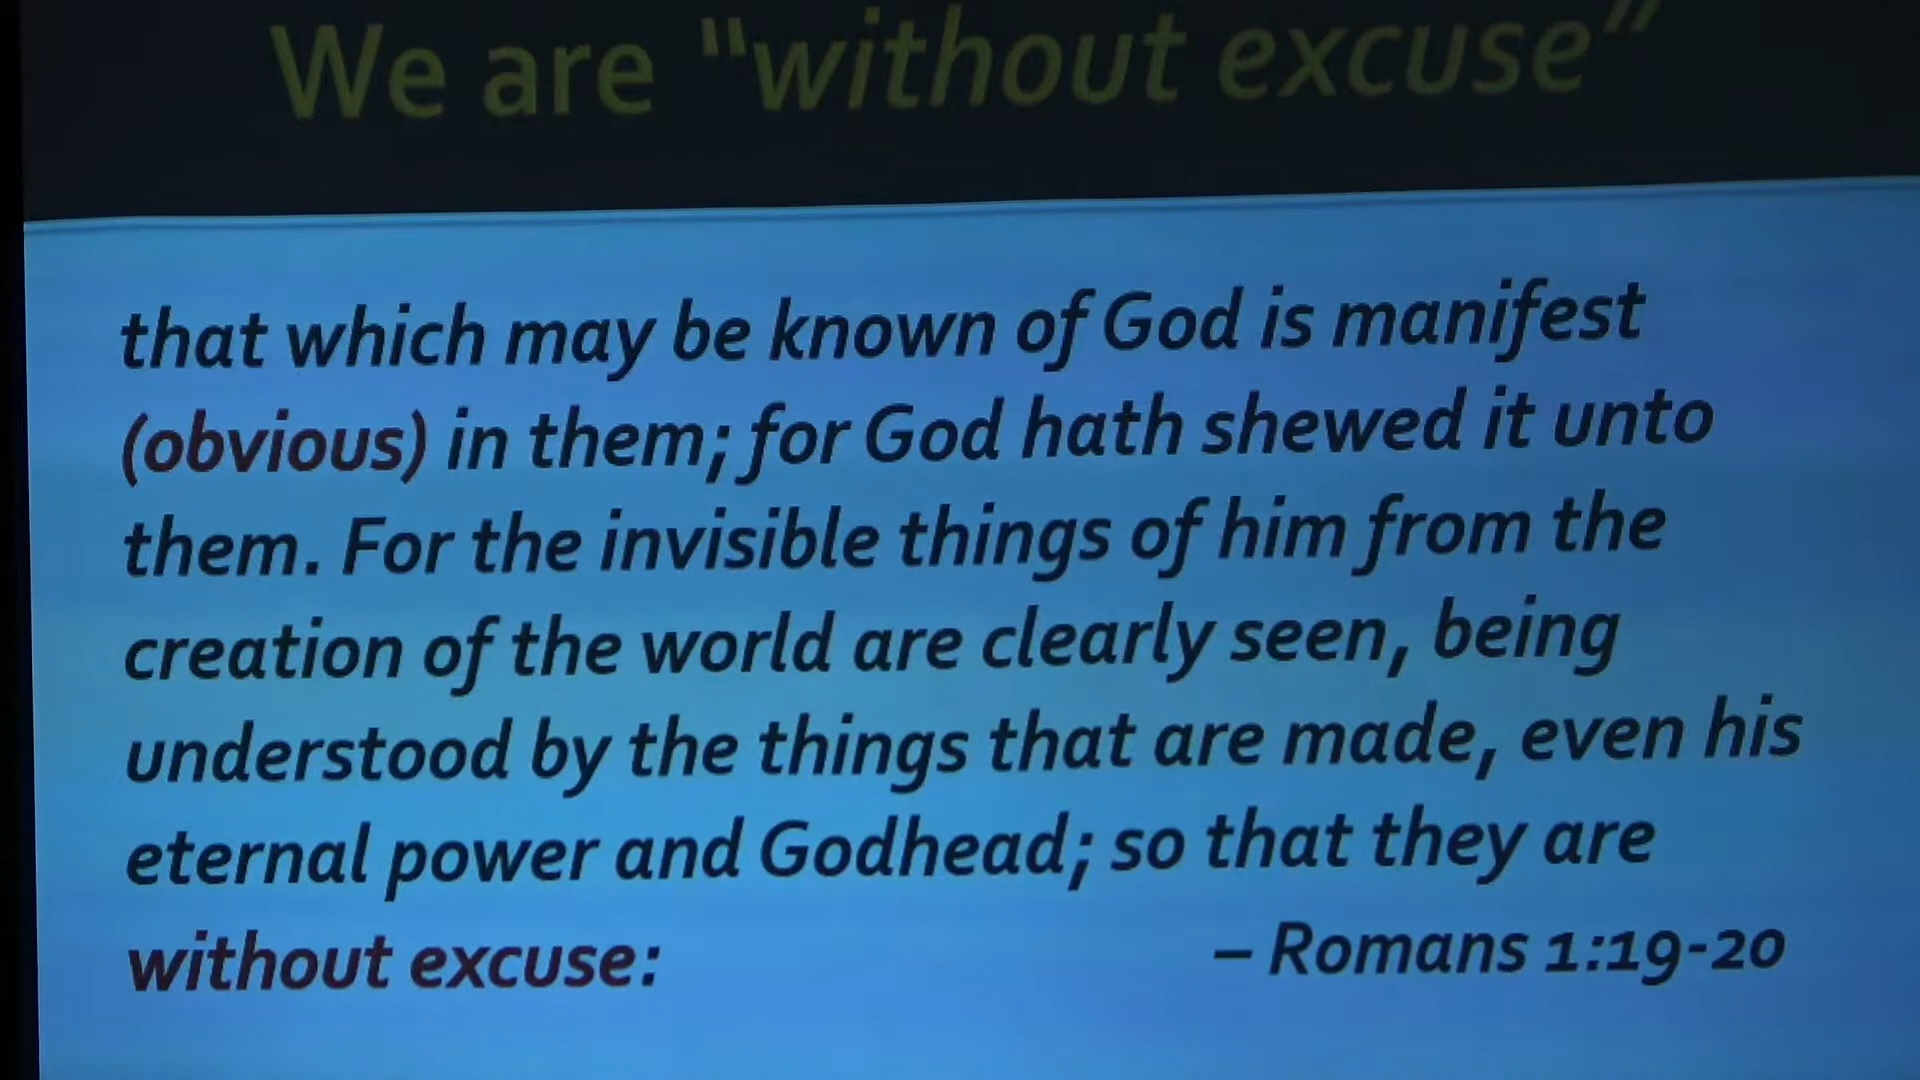 We are "without excuse"
that which may be known of God is manifest
(obvious) in them; for God hath shewed it unto
them. For the invisible things of him from the
creation of the world are clearly seen, being
understood by the things that are made, even his
eternal power and Godhead; so that they are
without excuse: – Romans 1:19-20